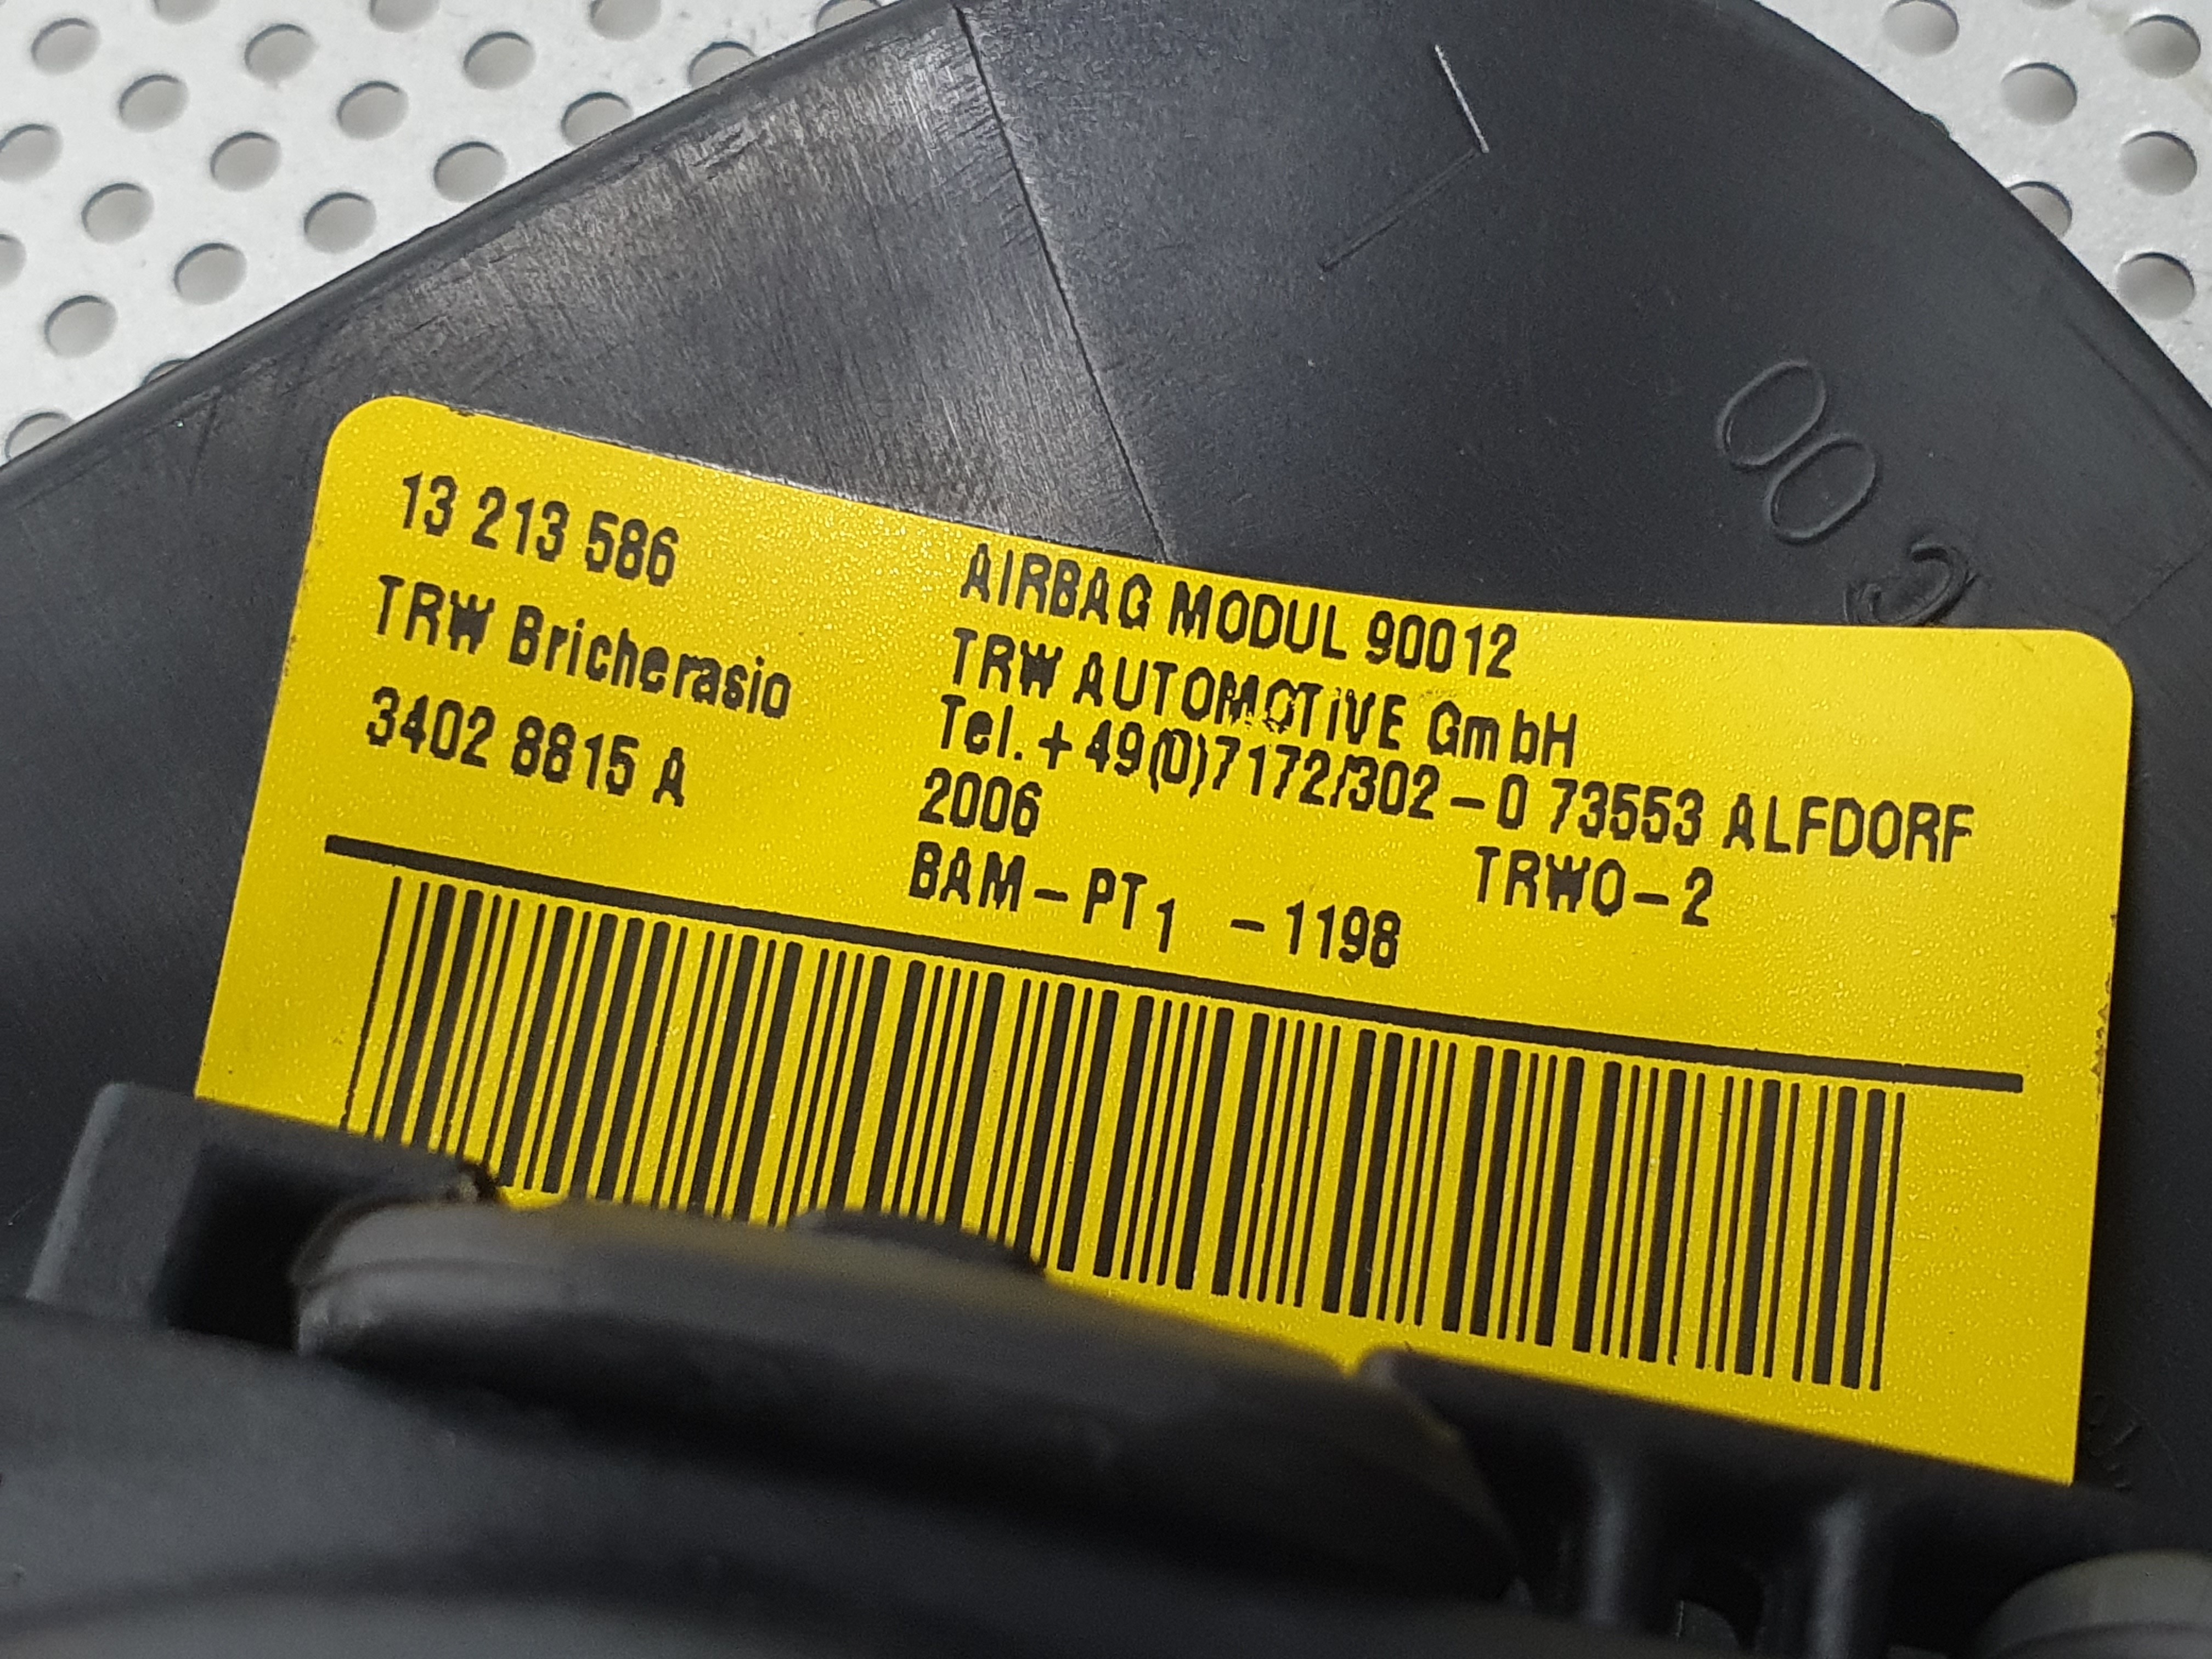 13 213 586
TRW Bricherasio
3402 8815 A
AIRBAG MODUL 90012
TRW AUTOMOTIVE GmbH
Tel. + 49(0)7172/302 - 0 73553 ALFDORF
2006
TRWO - 2
BAM - PT1 - 1198